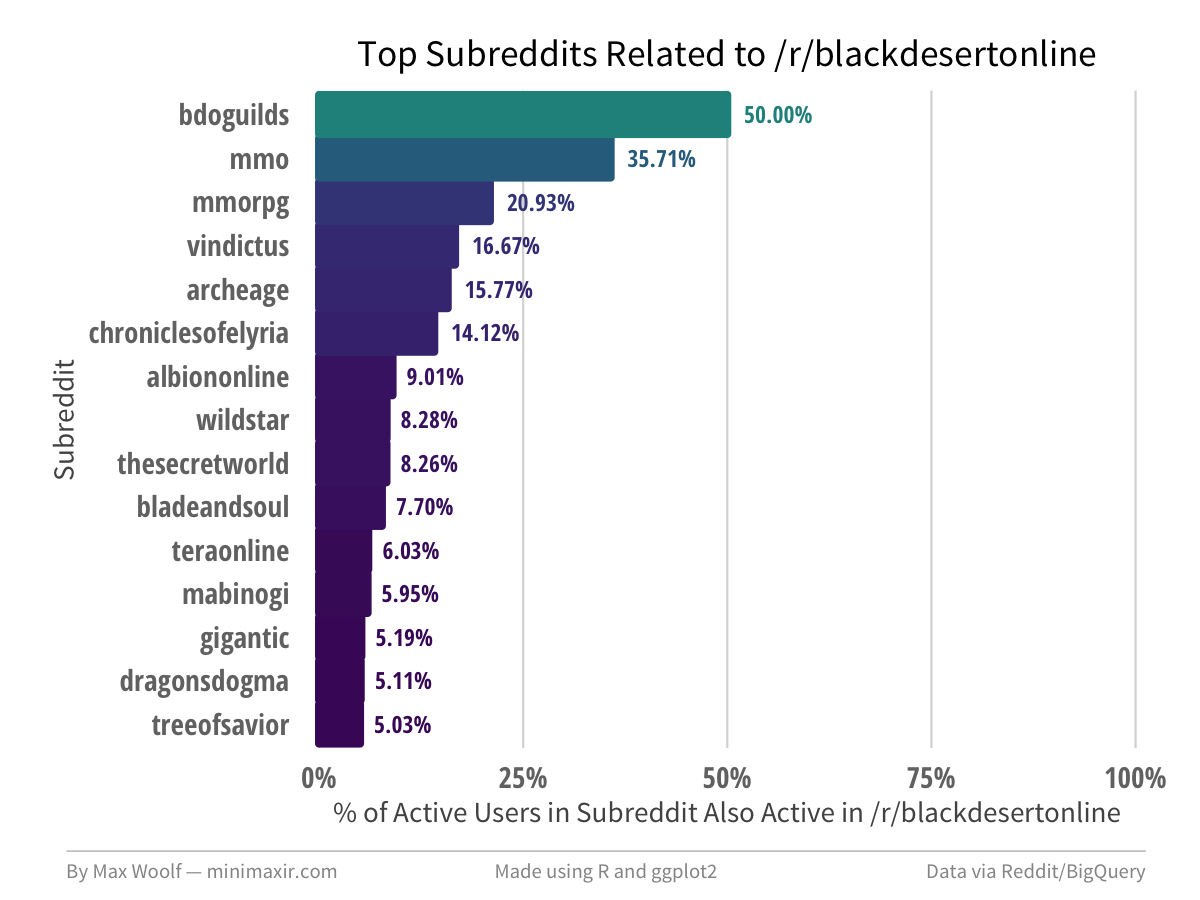 Top Subreddits Related to /r/blackdesertonline
bdoguilds 50.00%
mmo 35.71%
mmorpg 20.93%
vindictus 16.67%
archeage 15.77%
chroniclesofelyria 14.12%
albiononline 9.01%
wildstar 8.28%
thesecretworld 8.26%
bladeandsoul 7.70%
teraonline 6.03%
mabinogi 5.95%
gigantic 5.19%
dragonsdogma 5.11%
treeofsavior 5.03%
Subreddit
0% 25% 50% 75% 100%
% of Active Users in Subreddit Also Active in /r/blackdesertonline
By Max Woolf — minimaxir.com Made using R and ggplot2 Data via Reddit/BigQuery